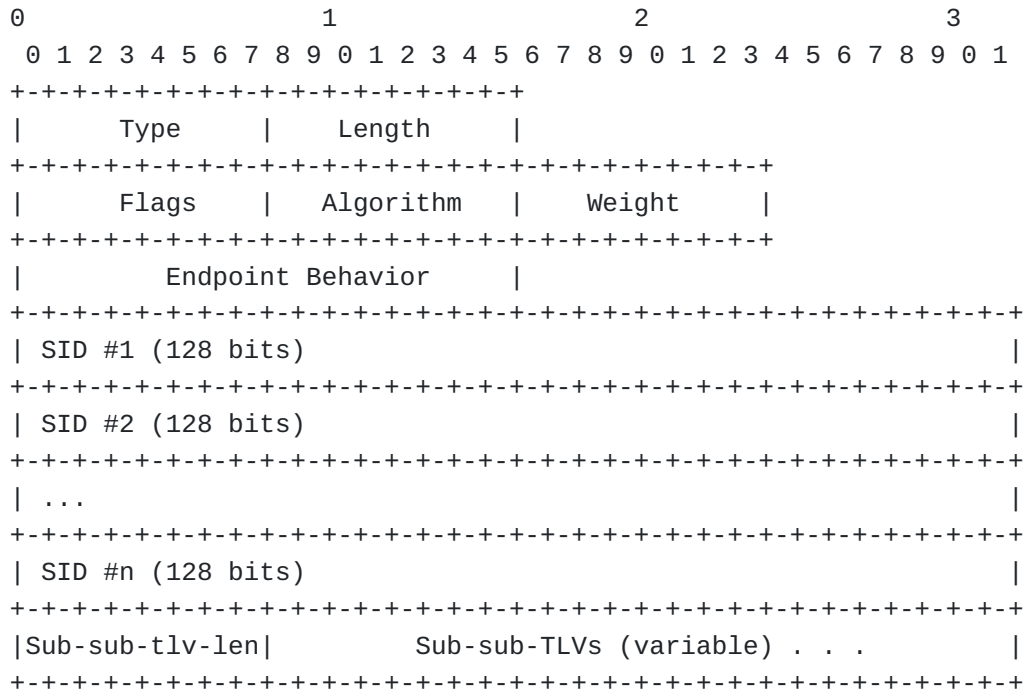 0                   1                   2                   3
 0 1 2 3 4 5 6 7 8 9 0 1 2 3 4 5 6 7 8 9 0 1 2 3 4 5 6 7 8 9 0 1
+-+-+-+-+-+-+-+-+-+-+-+-+-+-+-+-+
|      Type     |    Length     |
+-+-+-+-+-+-+-+-+-+-+-+-+-+-+-+-+-+-+-+-+-+-+-+-+
|      Flags    |   Algorithm   |    Weight     |
+-+-+-+-+-+-+-+-+-+-+-+-+-+-+-+-+-+-+-+-+-+-+-+-+
|         Endpoint Behavior     |
+-+-+-+-+-+-+-+-+-+-+-+-+-+-+-+-+-+-+-+-+-+-+-+-+-+-+-+-+-+-+-+-+
| SID #1 (128 bits)                                             |
+-+-+-+-+-+-+-+-+-+-+-+-+-+-+-+-+-+-+-+-+-+-+-+-+-+-+-+-+-+-+-+-+
| SID #2 (128 bits)                                             |
+-+-+-+-+-+-+-+-+-+-+-+-+-+-+-+-+-+-+-+-+-+-+-+-+-+-+-+-+-+-+-+-+
| ...                                                           |
+-+-+-+-+-+-+-+-+-+-+-+-+-+-+-+-+-+-+-+-+-+-+-+-+-+-+-+-+-+-+-+-+
| SID #n (128 bits)                                             |
+-+-+-+-+-+-+-+-+-+-+-+-+-+-+-+-+-+-+-+-+-+-+-+-+-+-+-+-+-+-+-+-+
|Sub-sub-tlv-len|         Sub-sub-TLVs (variable) . . .         |
+-+-+-+-+-+-+-+-+-+-+-+-+-+-+-+-+-+-+-+-+-+-+-+-+-+-+-+-+-+-+-+-+